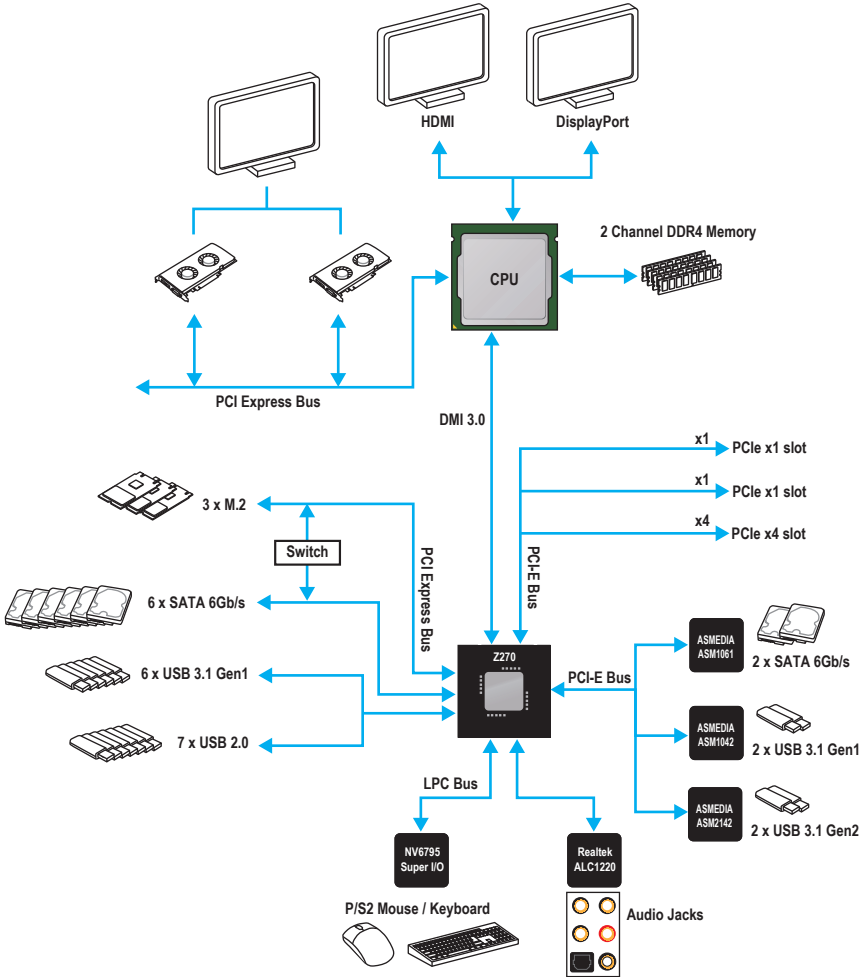 HDMI
DisplayPort
2 Channel DDR4 Memory
CPU
PCI Express Bus
DMI 3.0
x1
PCIe x1 slot
x1
PCIe x1 slot
x4
PCIe x4 slot
3 x M.2
Switch
PCI Express Bus
PCI-E Bus
6 x SATA 6Gb/s
6 x USB 3.1 Gen1
7 x USB 2.0
Z270
PCI-E Bus
ASMEDIA
ASM1061
2 x SATA 6Gb/s
ASMEDIA
ASM1042
2 x USB 3.1 Gen1
ASMEDIA
ASM2142
2 x USB 3.1 Gen2
LPC Bus
NV6795
Super I/O
Realtek
ALC1220
P/S2 Mouse / Keyboard
Audio Jacks